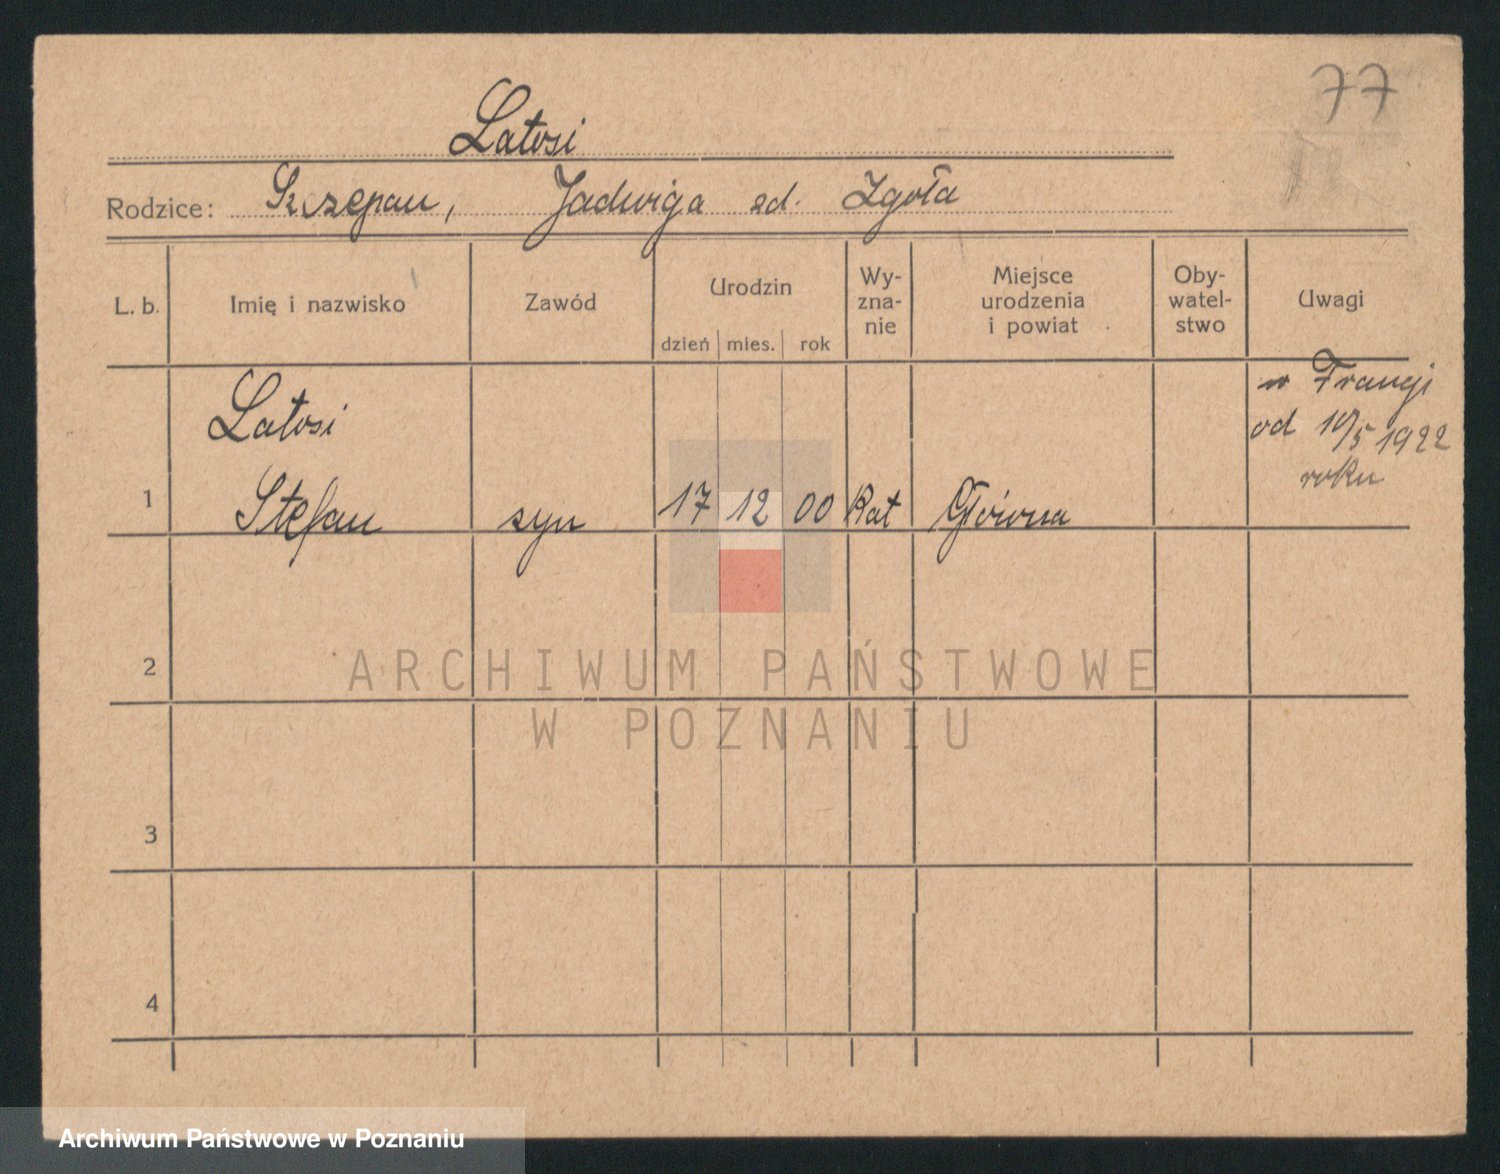 77
Latosi
Rodzice: Szczepan, Jadwiga zd. Zgoła
L. b. Imię i nazwisko Zawód Urodzin dzień mies. rok Wy-zna-nie Miejsce urodzenia i powiat Oby-watel-stwo Uwagi
w Francji
od 10/5 1922
roku
Latosi
1 Stefan syn 17 12 00 Kat Główna
2
ARCHIWUM PAŃSTWOWE
W POZNANIU
3
4
Archiwum Państwowe w Poznaniu